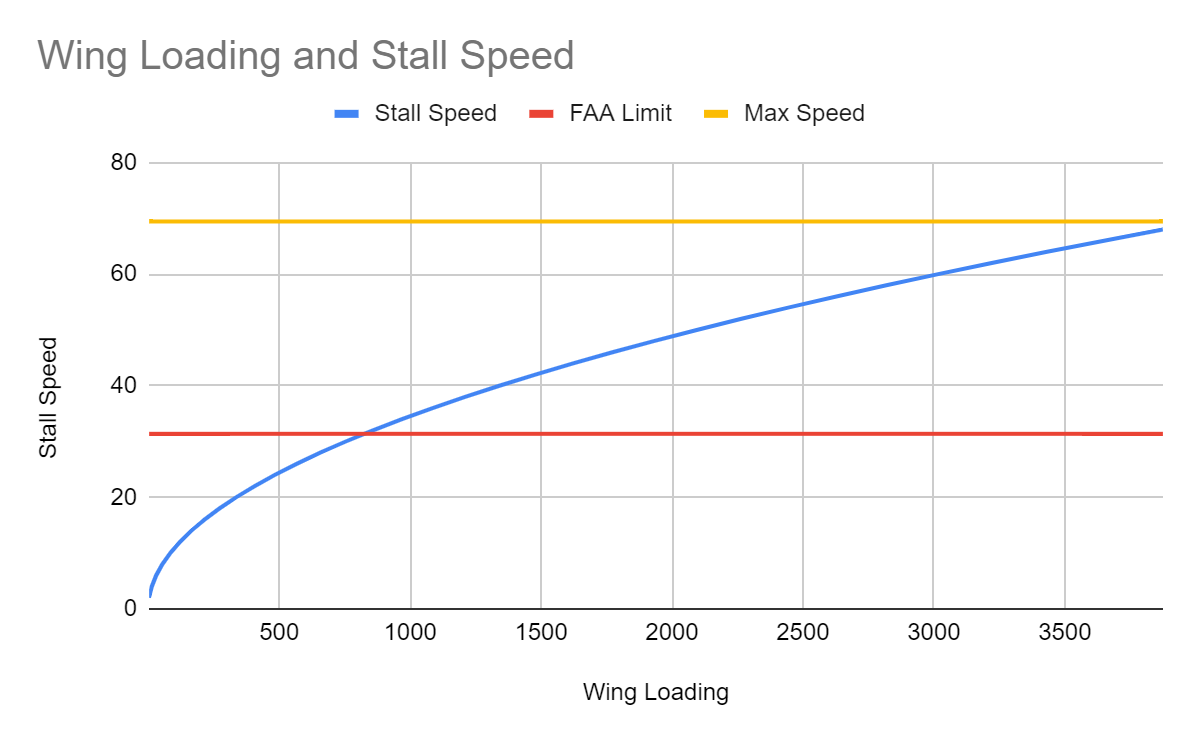 Wing Loading and Stall Speed
Stall Speed FAA Limit Max Speed
80
60
40
20
0
Stall Speed
500 1000 1500 2000 2500 3000 3500
Wing Loading